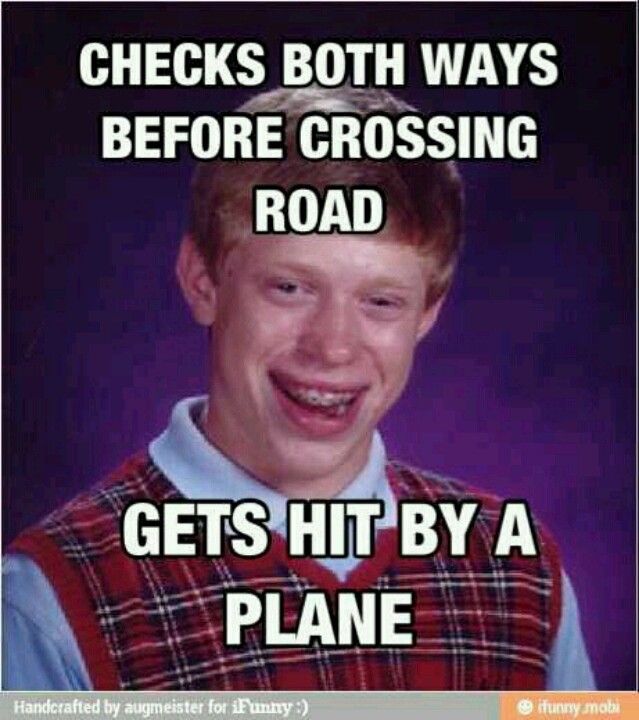 CHECKS BOTH WAYS
BEFORE CROSSING
ROAD
GETS HIT BY A
PLANE
Handcrafted by augmeister for iFunny :)
ifunny.mobi